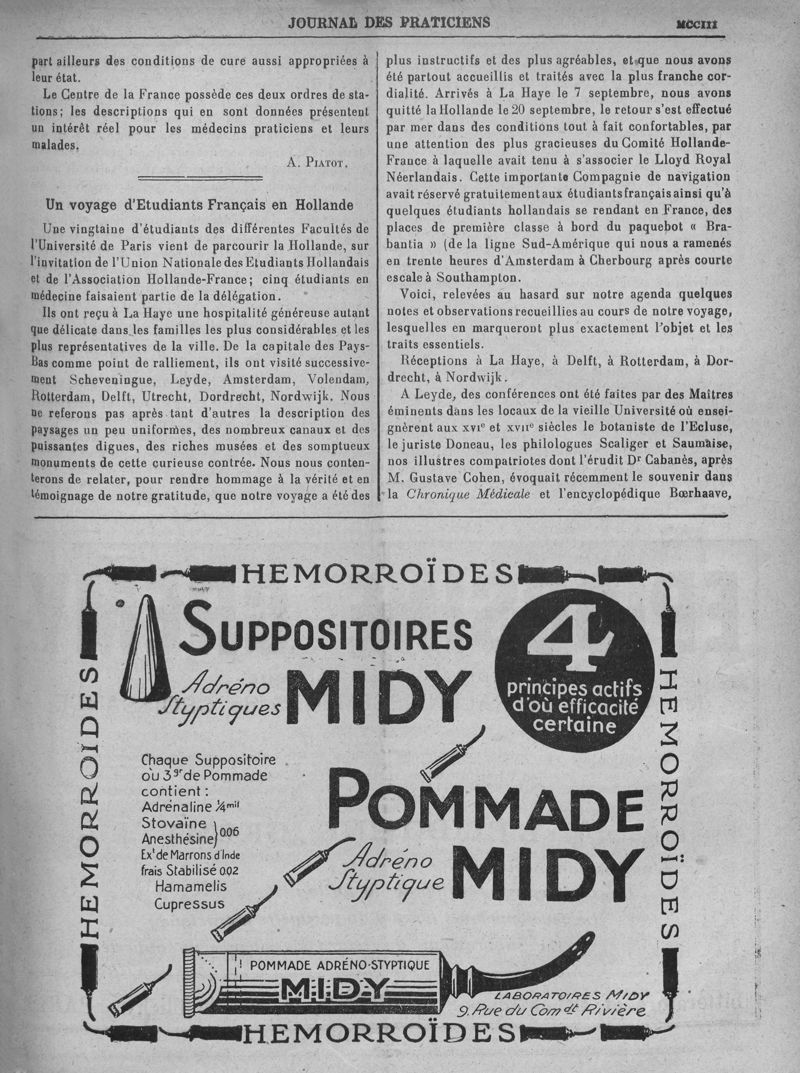 JOURNAL DES PRATICIENS
MCCIII
part ailleurs des conditions de cure aussi appropriées à
leur état.
Le Centre de la France possède ces deux ordres de sta-
tions; les descriptions qui en sont données présentent
un intérêt réel pour les médecins praticiens et leurs
malades.
A. PIATOT.
Un voyage d'Etudiants Français en Hollande
Une vingtaine d'étudiants des différentes Facultés de
l'Université de Paris vient de parcourir la Hollande, sur
l'invitation de l'Union Nationale des Etudiants Hollandais
et de l'Association Hollande-France; cinq étudiants en
médecine faisaient partie de la délégation.
Ils ont reçu à La Haye une hospitalité généreuse autant
que délicate dans les familles les plus considérables et les
plus représentatives de la ville. De la capitale des Pays-
Bas comme point de ralliement, ils ont visité successive-
ment Scheveningue, Leyde, Amsterdam, Volendam,
Rotterdam, Delft, Utrecht, Dordrecht, Nordwijk. Nous
ne referons pas après tant d'autres la description des
paysages un peu uniformes, des nombreux canaux et des
puissantes digues, des riches musées et des somptueux
monuments de cette curieuse contrée. Nous nous conten-
terons de relater, pour rendre hommage à la vérité et en
témoignage de notre gratitude, que notre voyage a été des
plus instructifs et des plus agréables, et que nous avons
été partout accueillis et traités avec la plus franche cor-
dialité. Arrivés à La Haye le 7 septembre, nous avons
quitté la Hollande le 20 septembre, le retour s'est effectué
par mer dans des conditions tout à fait confortables, par
une attention des plus gracieuses du Comité Hollande-
France à laquelle avait tenu à s'associer le Lloyd Royal
Néerlandais. Cette importante Compagnie de navigation
avait réservé gratuitement aux étudiants français ainsi qu'à
quelques étudiants hollandais se rendant en France, des
places de première classe à bord du paquebot « Bra-
bantia » (de la ligne Sud-Amérique qui nous a ramenés
en trente heures d'Amsterdam à Cherbourg après courte
escale à Southampton.
Voici, relevées au hasard sur notre agenda quelques
notes et observations recueillies au cours de notre voyage,
lesquelles en marqueront plus exactement l'objet et les
traits essentiels.
Réceptions à La Haye, à Delft, à Rotterdam, à Dor-
drecht, à Nordwijk.
A Leyde, des conférences ont été faites par des Maîtres
éminents dans les locaux de la vieille Université où ensei-
gnèrent aux XVIe et XVIIe siècles le botaniste de l'Ecluse,
le juriste Doneau, les philologues Scaliger et Saumaise,
nos illustres compatriotes dont l'érudit Dr Cabanès, après
M. Gustave Cohen, évoquait récemment le souvenir dans
la Chronique Médicale et l'encyclopédique Bœrhaave,
HEMORROÏDES
SUPPOSITOIRES
Adréno
Styptiques
MIDY
4
principes actifs
d'où efficacité
certaine
HEMORROÏDES
HEMORROÏDES
Chaque Suppositoire
où 3gr de Pommade
contient :
Adrénaline ¼ mil
Stovaïne
Anesthésine } 0.06
Ext de Marrons d'Inde
frais Stabilisé 0.02
Hamamelis
Cupressus
POMMADE
Adréno
Styptique
MIDY
POMMADE ADRÉNO-STYPTIQUE
MIDY
LABORATOIRES MIDY
9. Rue du Comdt Rivière
HEMORROÏDES